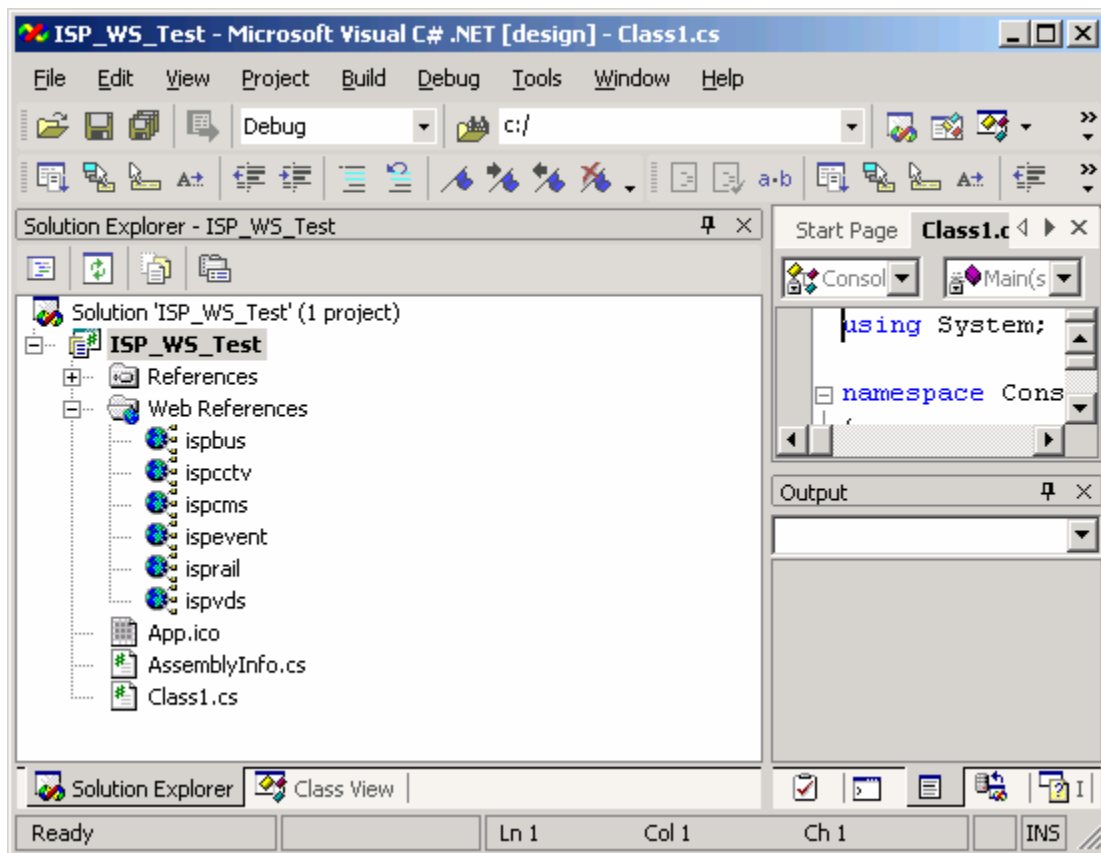 ISP_WS_Test - Microsoft Visual C# .NET [design] - Class1.cs
File Edit View Project Build Debug Tools Window Help
Debug c:/
A a-b A
Solution Explorer - ISP_WS_Test
Start Page Class1.c
Consol Main(s
Solution 'ISP_WS_Test' (1 project)
using System;
ISP_WS_Test
References
namespace Cons
Web References
ispbus
ispcctv
Output
ispcms
ispevent
isprail
ispvds
App.ico
AssemblyInfo.cs
Class1.cs
Solution Explorer Class View I
Ready Ln 1 Col 1 Ch 1 INS